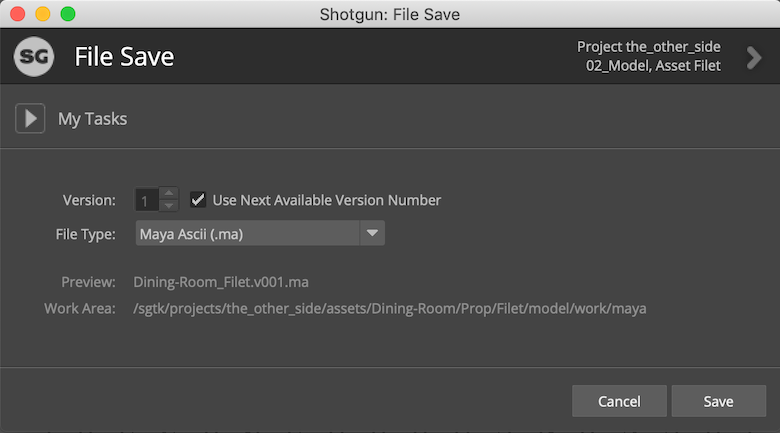 Shotgun: File Save
SG
File Save
Project the_other_side
02_Model, Asset Filet
My Tasks
Version: 1 Use Next Available Version Number
File Type: Maya Ascii (.ma)
Preview: Dining-Room_Filet.v001.ma
Work Area: /sgtk/projects/the_other_side/assets/Dining-Room/Prop/Filet/model/work/maya
Cancel Save